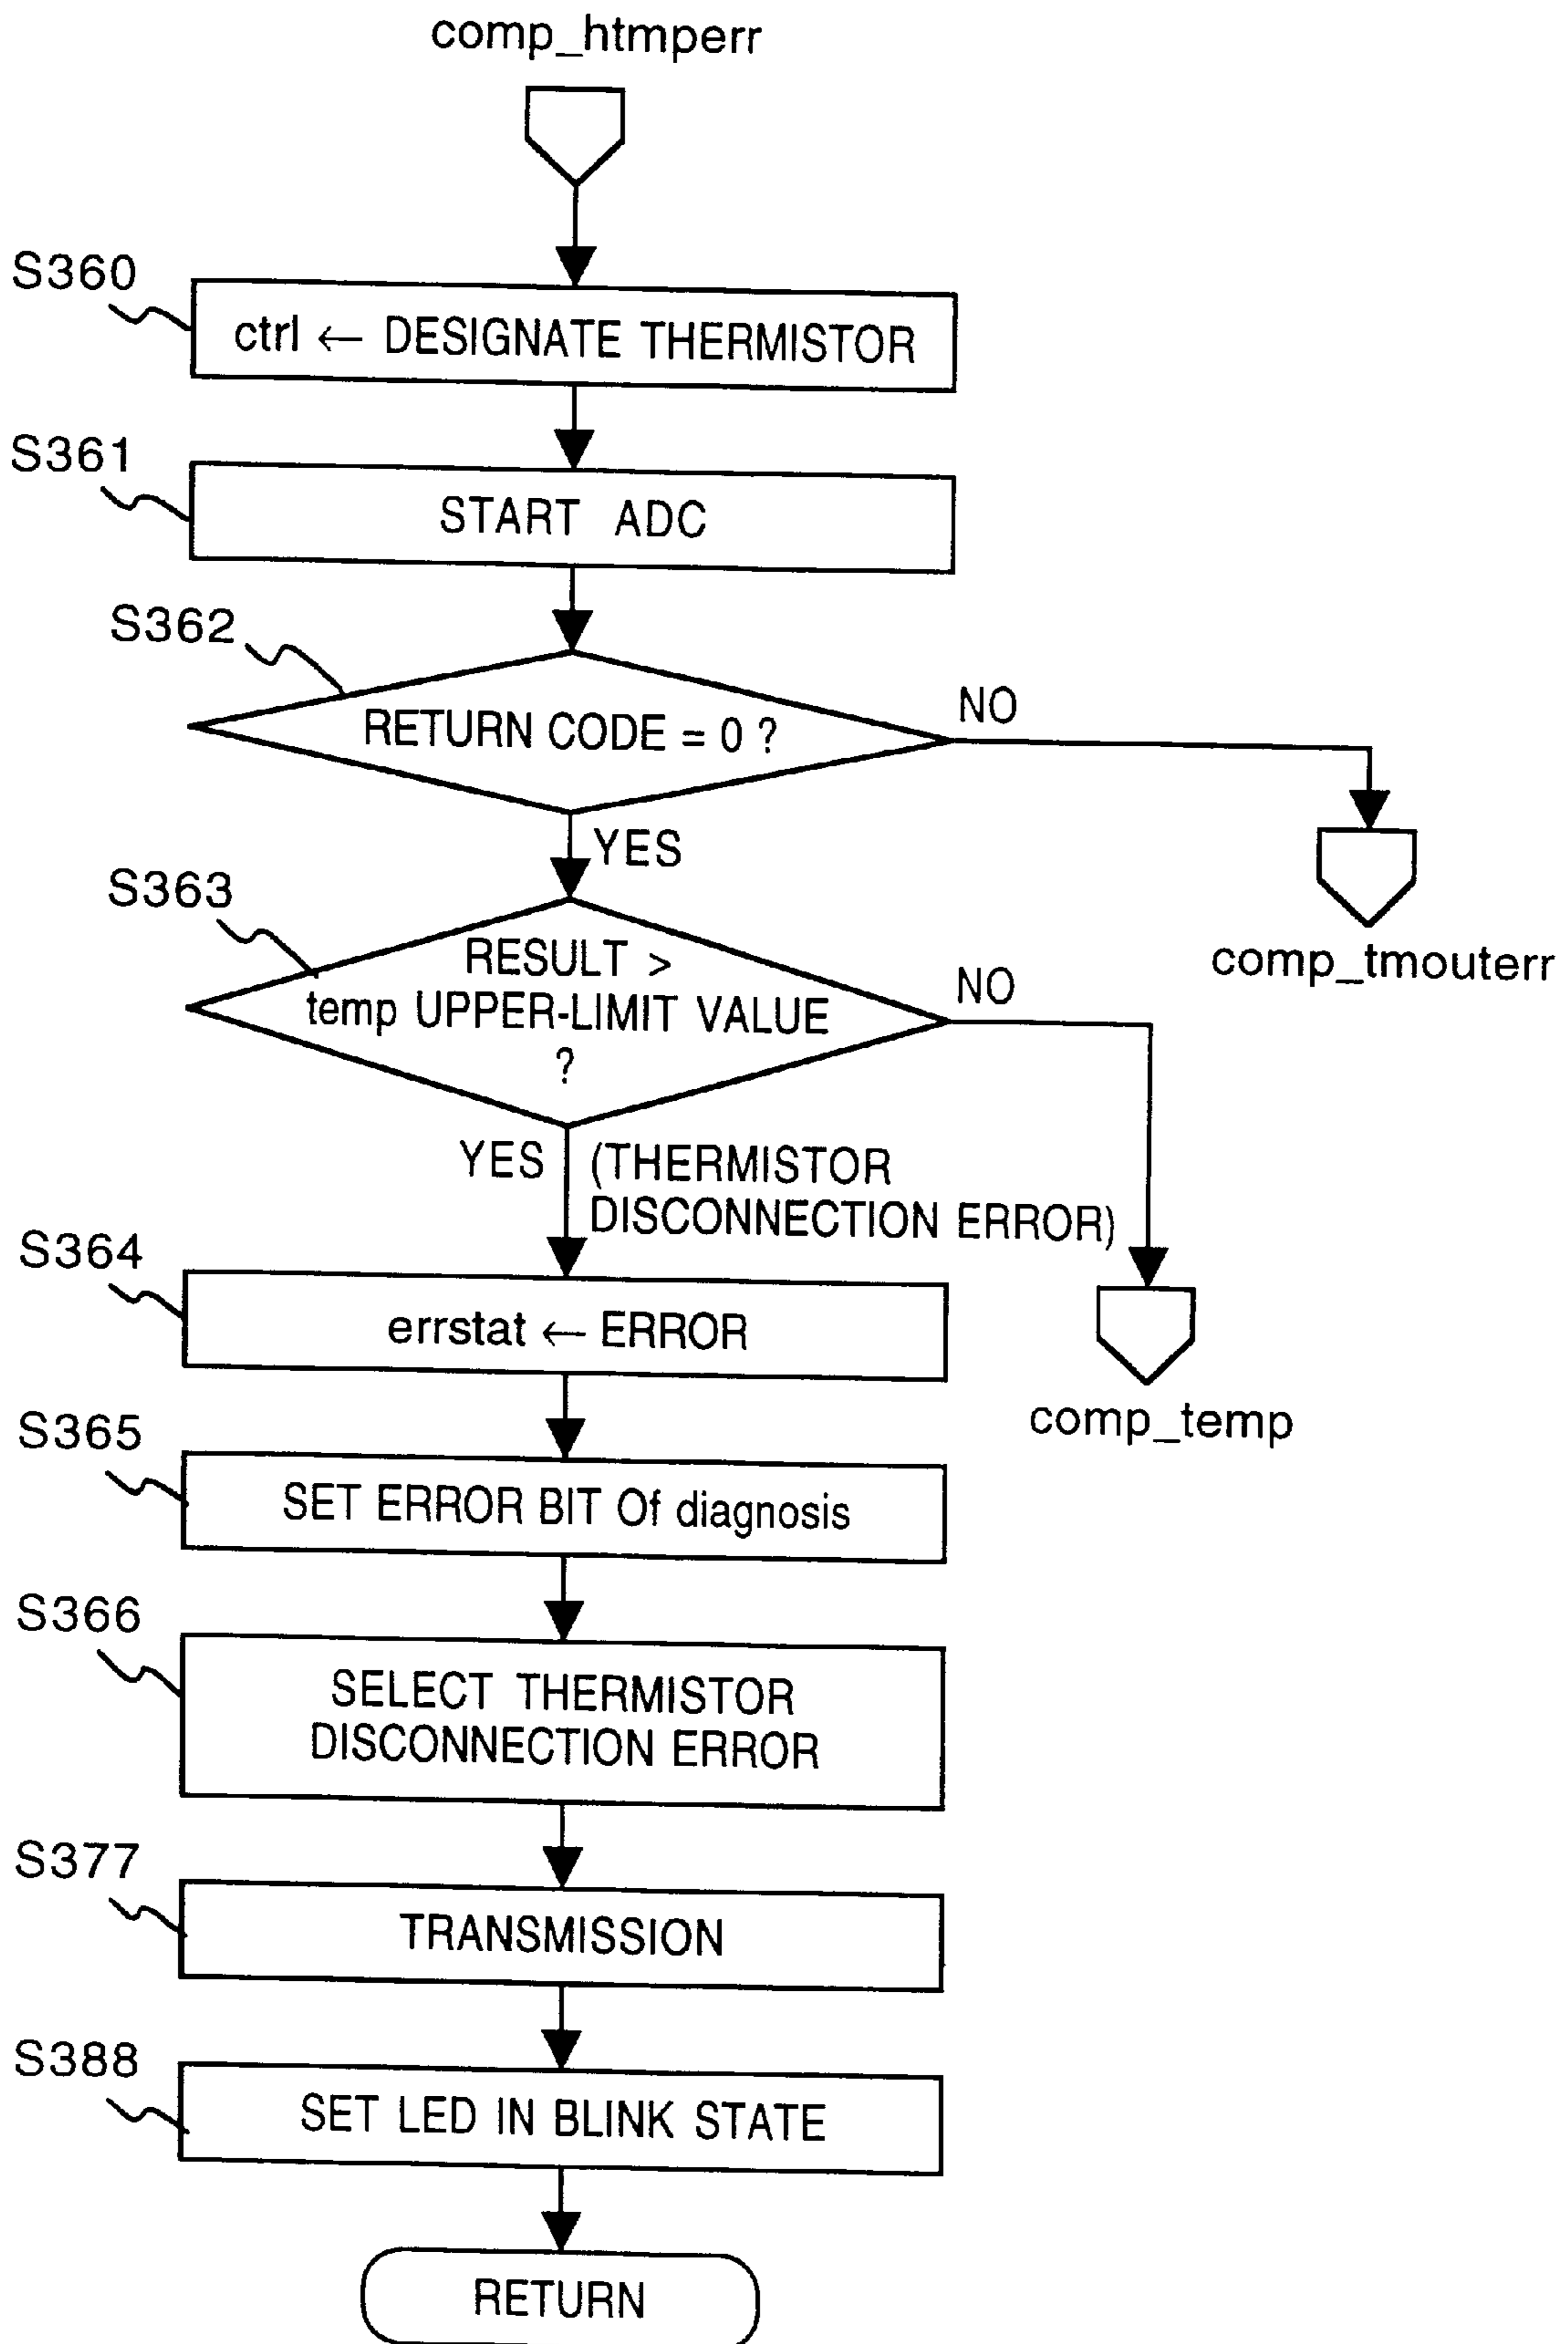 comp_htmperr
S360
ctrl ← DESIGNATE THERMISTOR
S361
START ADC
S362
RETURN CODE = 0 ?
NO
YES
comp_tmouterr
S363
RESULT >
temp UPPER-LIMIT VALUE
?
NO
YES
(THERMISTOR
DISCONNECTION ERROR)
comp_temp
S364
errstat ← ERROR
S365
SET ERROR BIT Of diagnosis
S366
SELECT THERMISTOR
DISCONNECTION ERROR
S377
TRANSMISSION
S388
SET LED IN BLINK STATE
RETURN